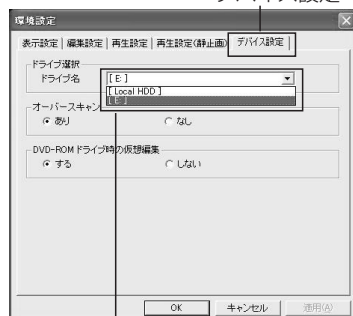 デバイス設定
環境設定
表示設定 編集設定 再生設定 再生設定(静止画) デバイス設定
ドライブ選択
ドライブ名 [E:]
[Local HDD]
[E:]
オーバースキャン
あり なし
DVD-ROMドライブ時の仮想編集
する しない
OK キャンセル 適用(A)